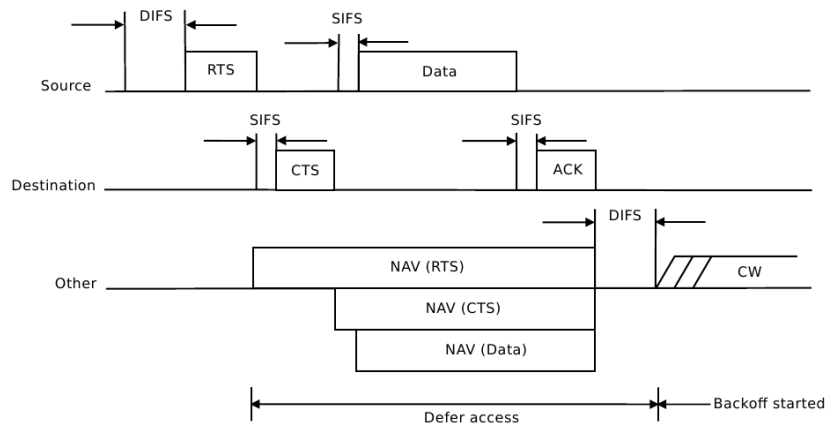 DIFS
SIFS
RTS
Data
Source
SIFS
SIFS
CTS
ACK
Destination
DIFS
NAV (RTS)
CW
Other
NAV (CTS)
NAV (Data)
Backoff started
Defer access